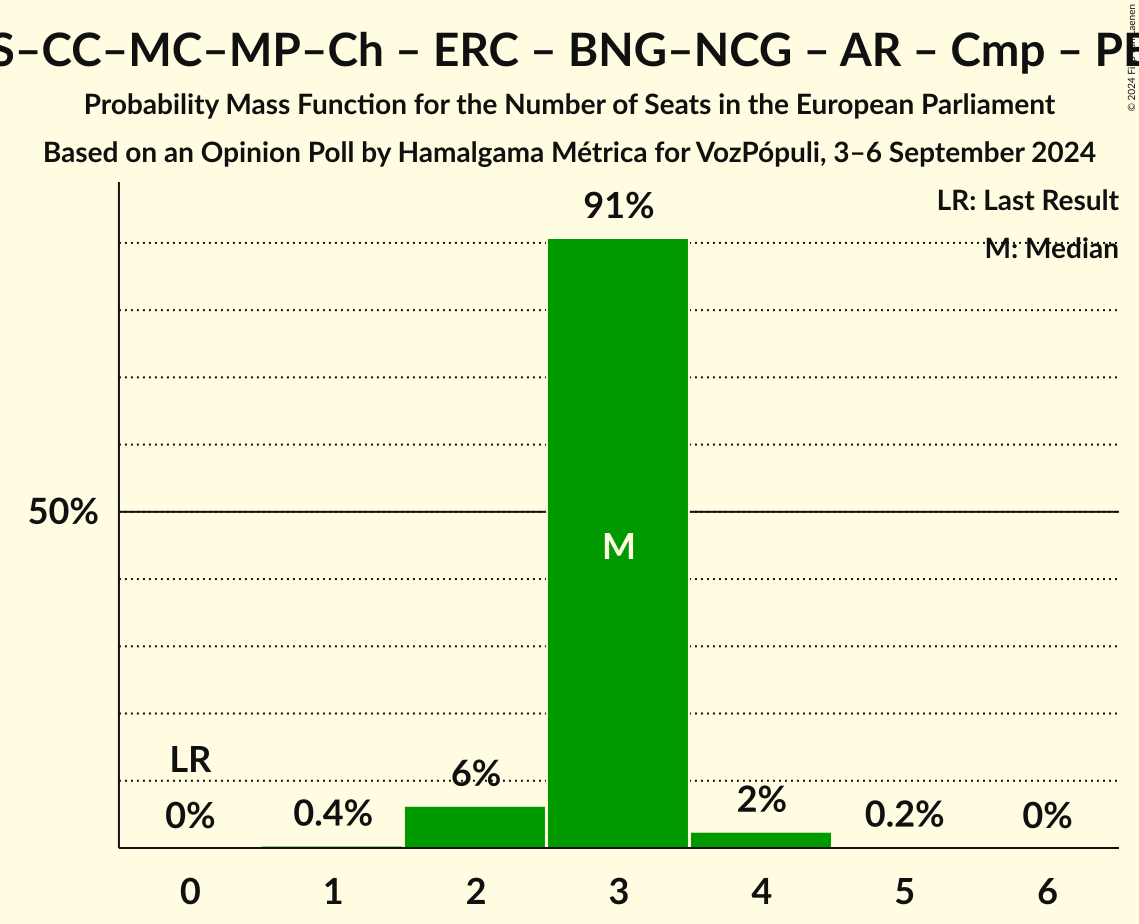 S–CC–MC–MP–Ch – ERC – BNG–NCG – AR – Cmp –
Probability Mass Function for the Number of Seats in the European Parliament
Based on an Opinion Poll by Hamalgama Métrica for VozPópuli, 3–6 September 2024
© 2024
LR: Last Result
M: Median
91%
50%
M
LR
0%
0.4%
6%
2%
0.2%
0%
0 1 2 3 4 5 6